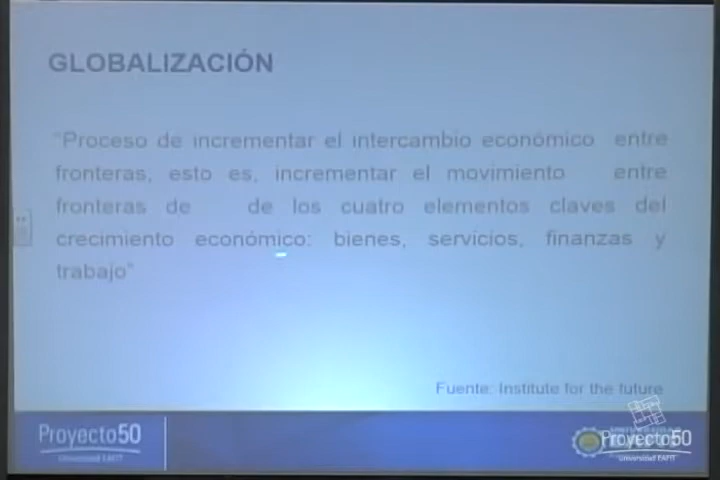 GLOBALIZACIÓN
"Proceso de incrementar el intercambio económico entre
fronteras, esto es, incrementar el movimiento entre
fronteras de de los cuatro elementos claves del
crecimiento económico: bienes, servicios, finanzas y
trabajo"
Fuente: Institute for the future
Proyecto50
Universidad EAFIT
Proyecto50
Universidad EAFIT